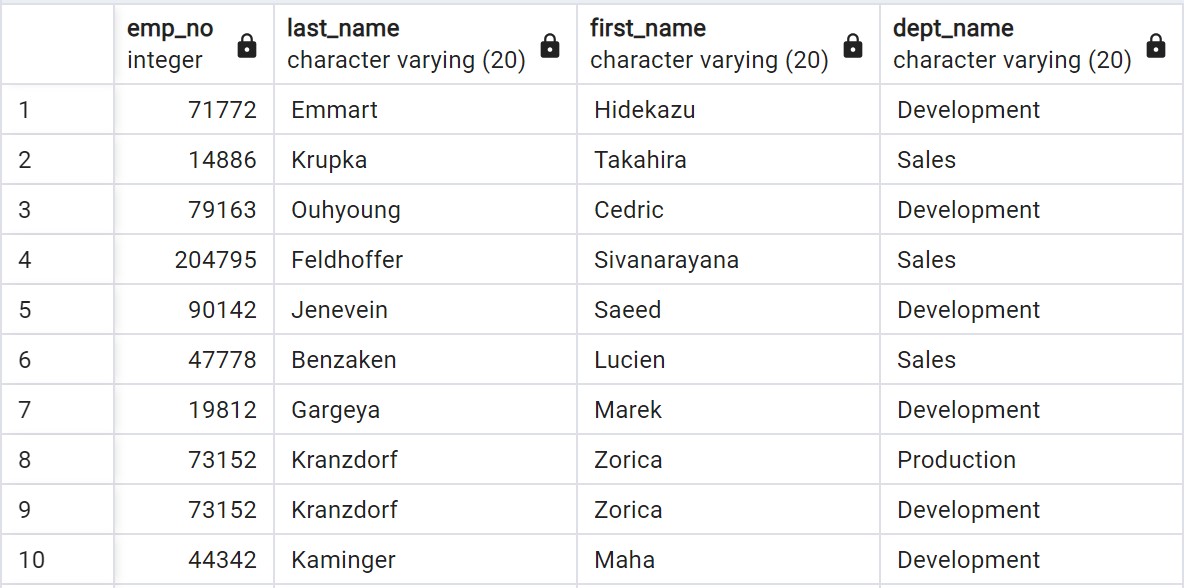 emp_no last_name first_name dept_name
integer character varying (20) character varying (20) character varying (20)
1 71772 Emmart Hidekazu Development
2 14886 Krupka Takahira Sales
3 79163 Ouhyoung Cedric Development
4 204795 Feldhoffer Sivanarayana Sales
5 90142 Jenevein Saeed Development
6 47778 Benzaken Lucien Sales
7 19812 Gargeya Marek Development
8 73152 Kranzdorf Zorica Production
9 73152 Kranzdorf Zorica Development
10 44342 Kaminger Maha Development